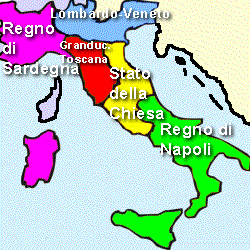 Lombardo-Veneto
Regno
di
Sardegna
Granduc.
Toscana
Stato
della
Chiesa
Regno di
Napoli